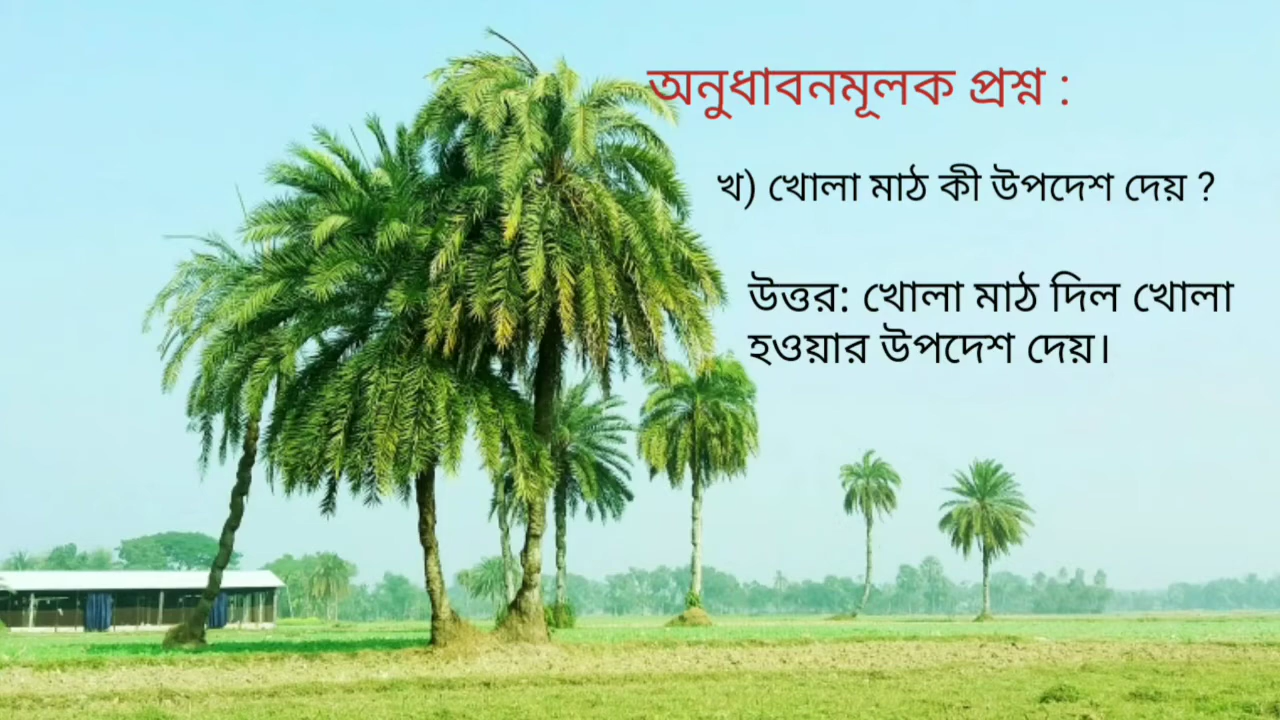 অনুধাবনমূলক প্রশ্ন :
খ) খোলা মাঠ কী উপদেশ দেয় ?
উত্তর: খোলা মাঠ দিল খোলা
হওয়ার উপদেশ দেয়।